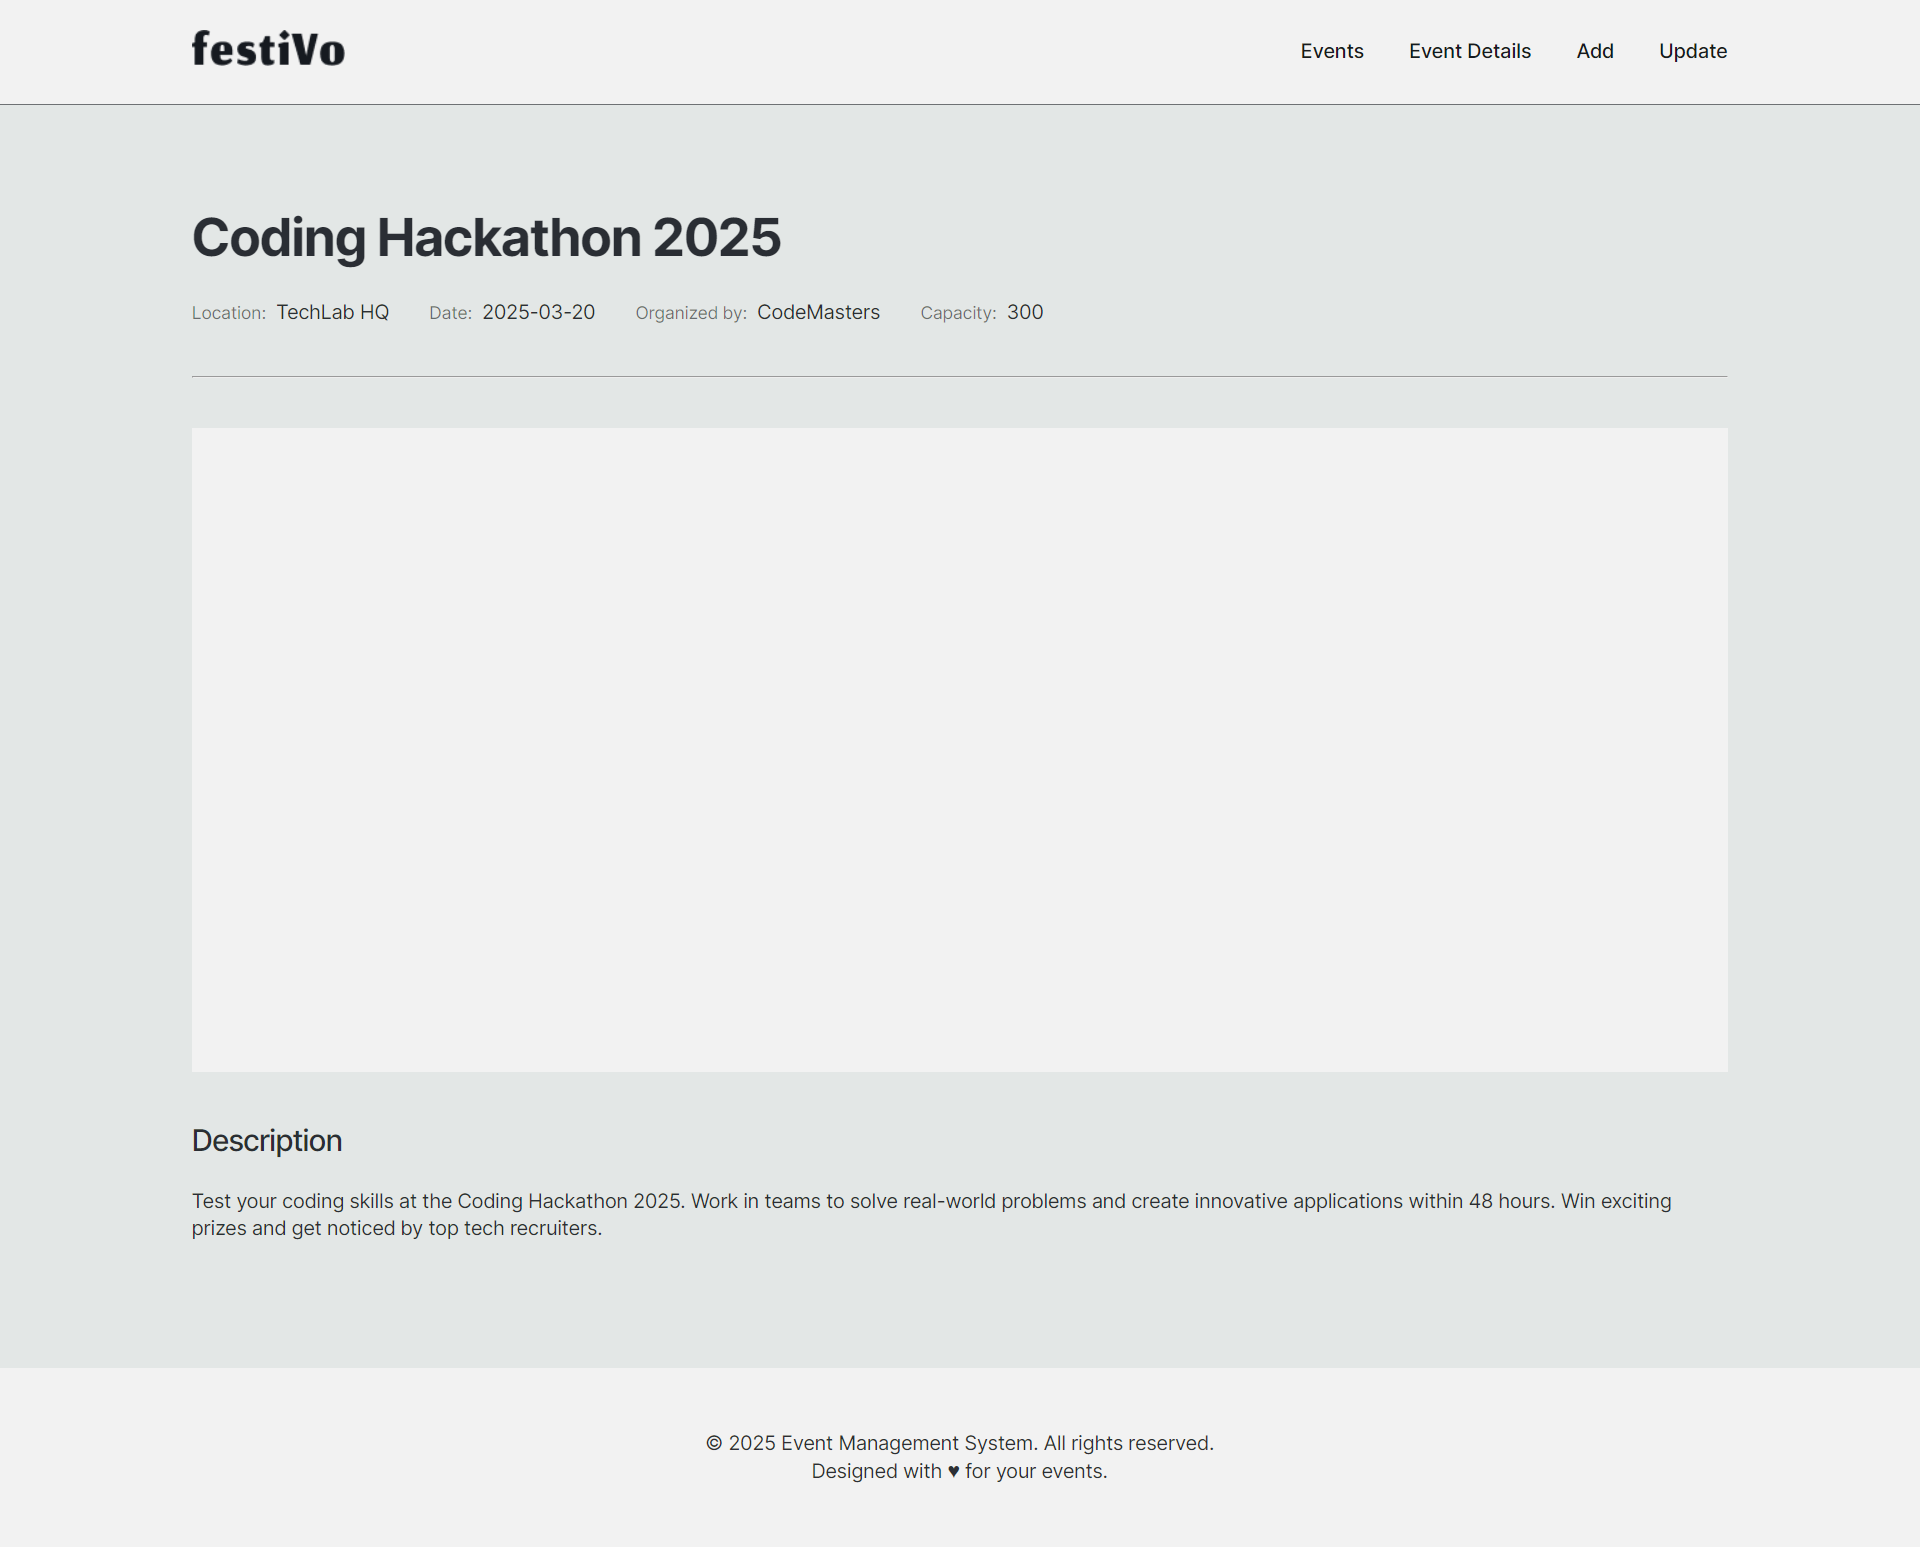 festiVo
Events Event Details Add Update
Coding Hackathon 2025
Location: TechLab HQ Date: 2025-03-20 Organized by: CodeMasters Capacity: 300
Description
Test your coding skills at the Coding Hackathon 2025. Work in teams to solve real-world problems and create innovative applications within 48 hours. Win exciting
prizes and get noticed by top tech recruiters.
© 2025 Event Management System. All rights reserved.
Designed with ♥ for your events.